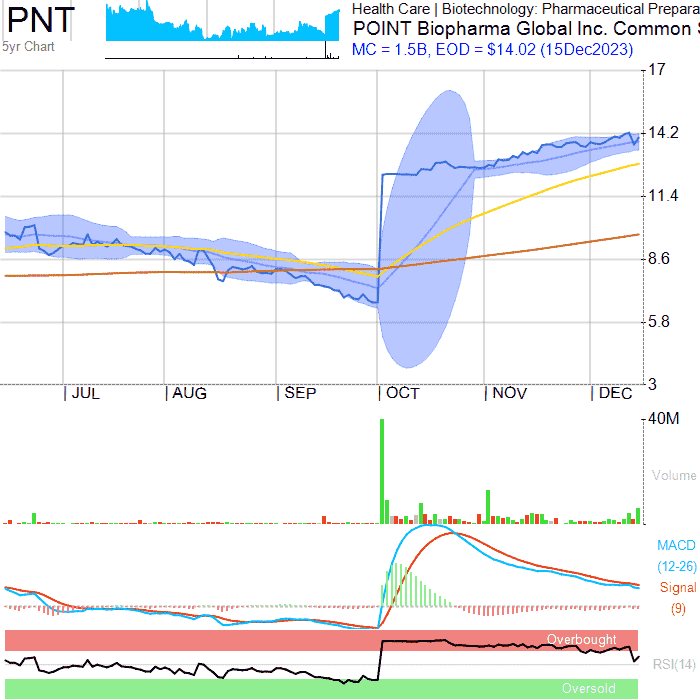 PNT
5yr Chart
Health Care | Biotechnology: Pharmaceutical Prepara
POINT Biopharma Global Inc. Common S
MC = 1.5B, EOD = $14.02 (15Dec2023)
17
14.2
11.4
8.6
5.8
3
JUL AUG SEP OCT NOV DEC
40M
Volume
MACD
(12-26)
Signal
(9)
Overbought
RSI(14)
Oversold